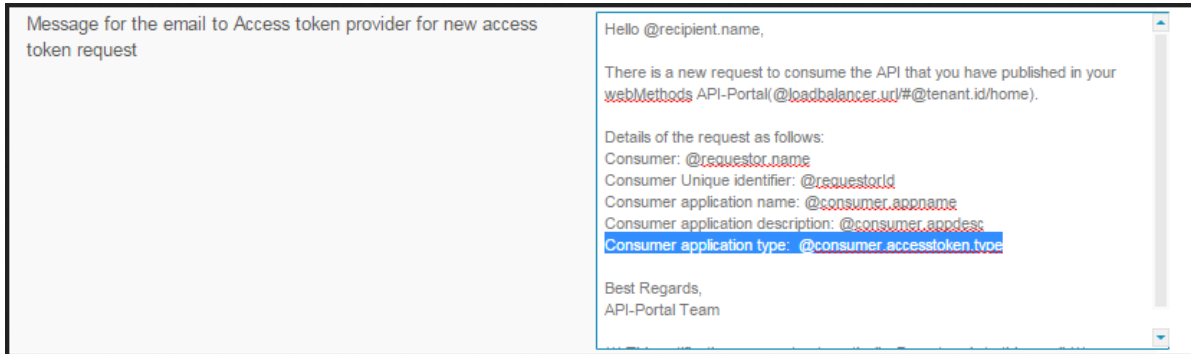 Message for the email to Access token provider for new access
token request
Hello @recipient.name,
There is a new request to consume the API that you have published in your
webMethods API-Portal(@loadbalancer.url/#@tenant.id/home).
Details of the request as follows:
Consumer: @requestor.name
Consumer Unique identifier: @requestorId
Consumer application name: @consumer.appname
Consumer application description: @consumer.appdesc
Consumer application type:  @consumer.accesstoken.type
Best Regards,
API-Portal Team